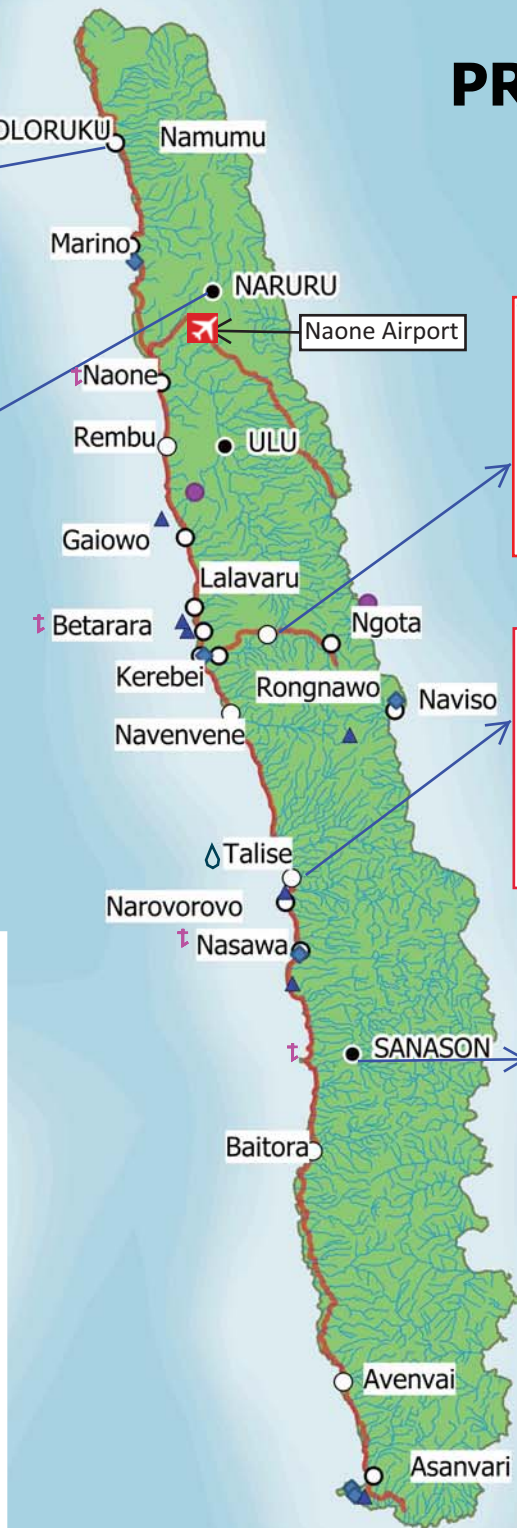 PR
OLORUKU
Namumu
Marino
NARURU
Naone Airport
Naone
Rembu
ULU
Gaiowo
Lalavaru
Betarara
Ngota
Kerebei
Rongnawo
Naviso
Navenvene
Talise
Narovorovo
Nasawa
SANASON
Baitora
Avenvai
Asanvari